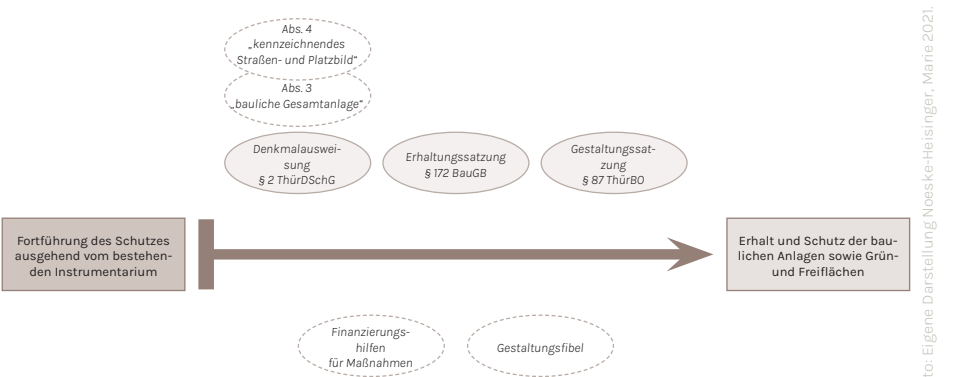 Abs. 4
„kennzeichnendes
Straßen- und Platzbild“
Abs. 3
„bauliche Gesamtanlage“
Denkmalauswei-
sung
§ 2 ThürDSchG
Erhaltungssatzung
§ 172 BauGB
Gestaltungssat-
zung
§ 87 ThürBO
Fortführung des Schutzes
ausgehend vom bestehen-
den Instrumentarium
Erhalt und Schutz der bau-
lichen Anlagen sowie Grün-
und Freiflächen
Finanzierungs-
hilfen
für Maßnahmen
Gestaltungsfibel
to: Eigene Darstellung Noeske-Heisinger, Marie 2021.